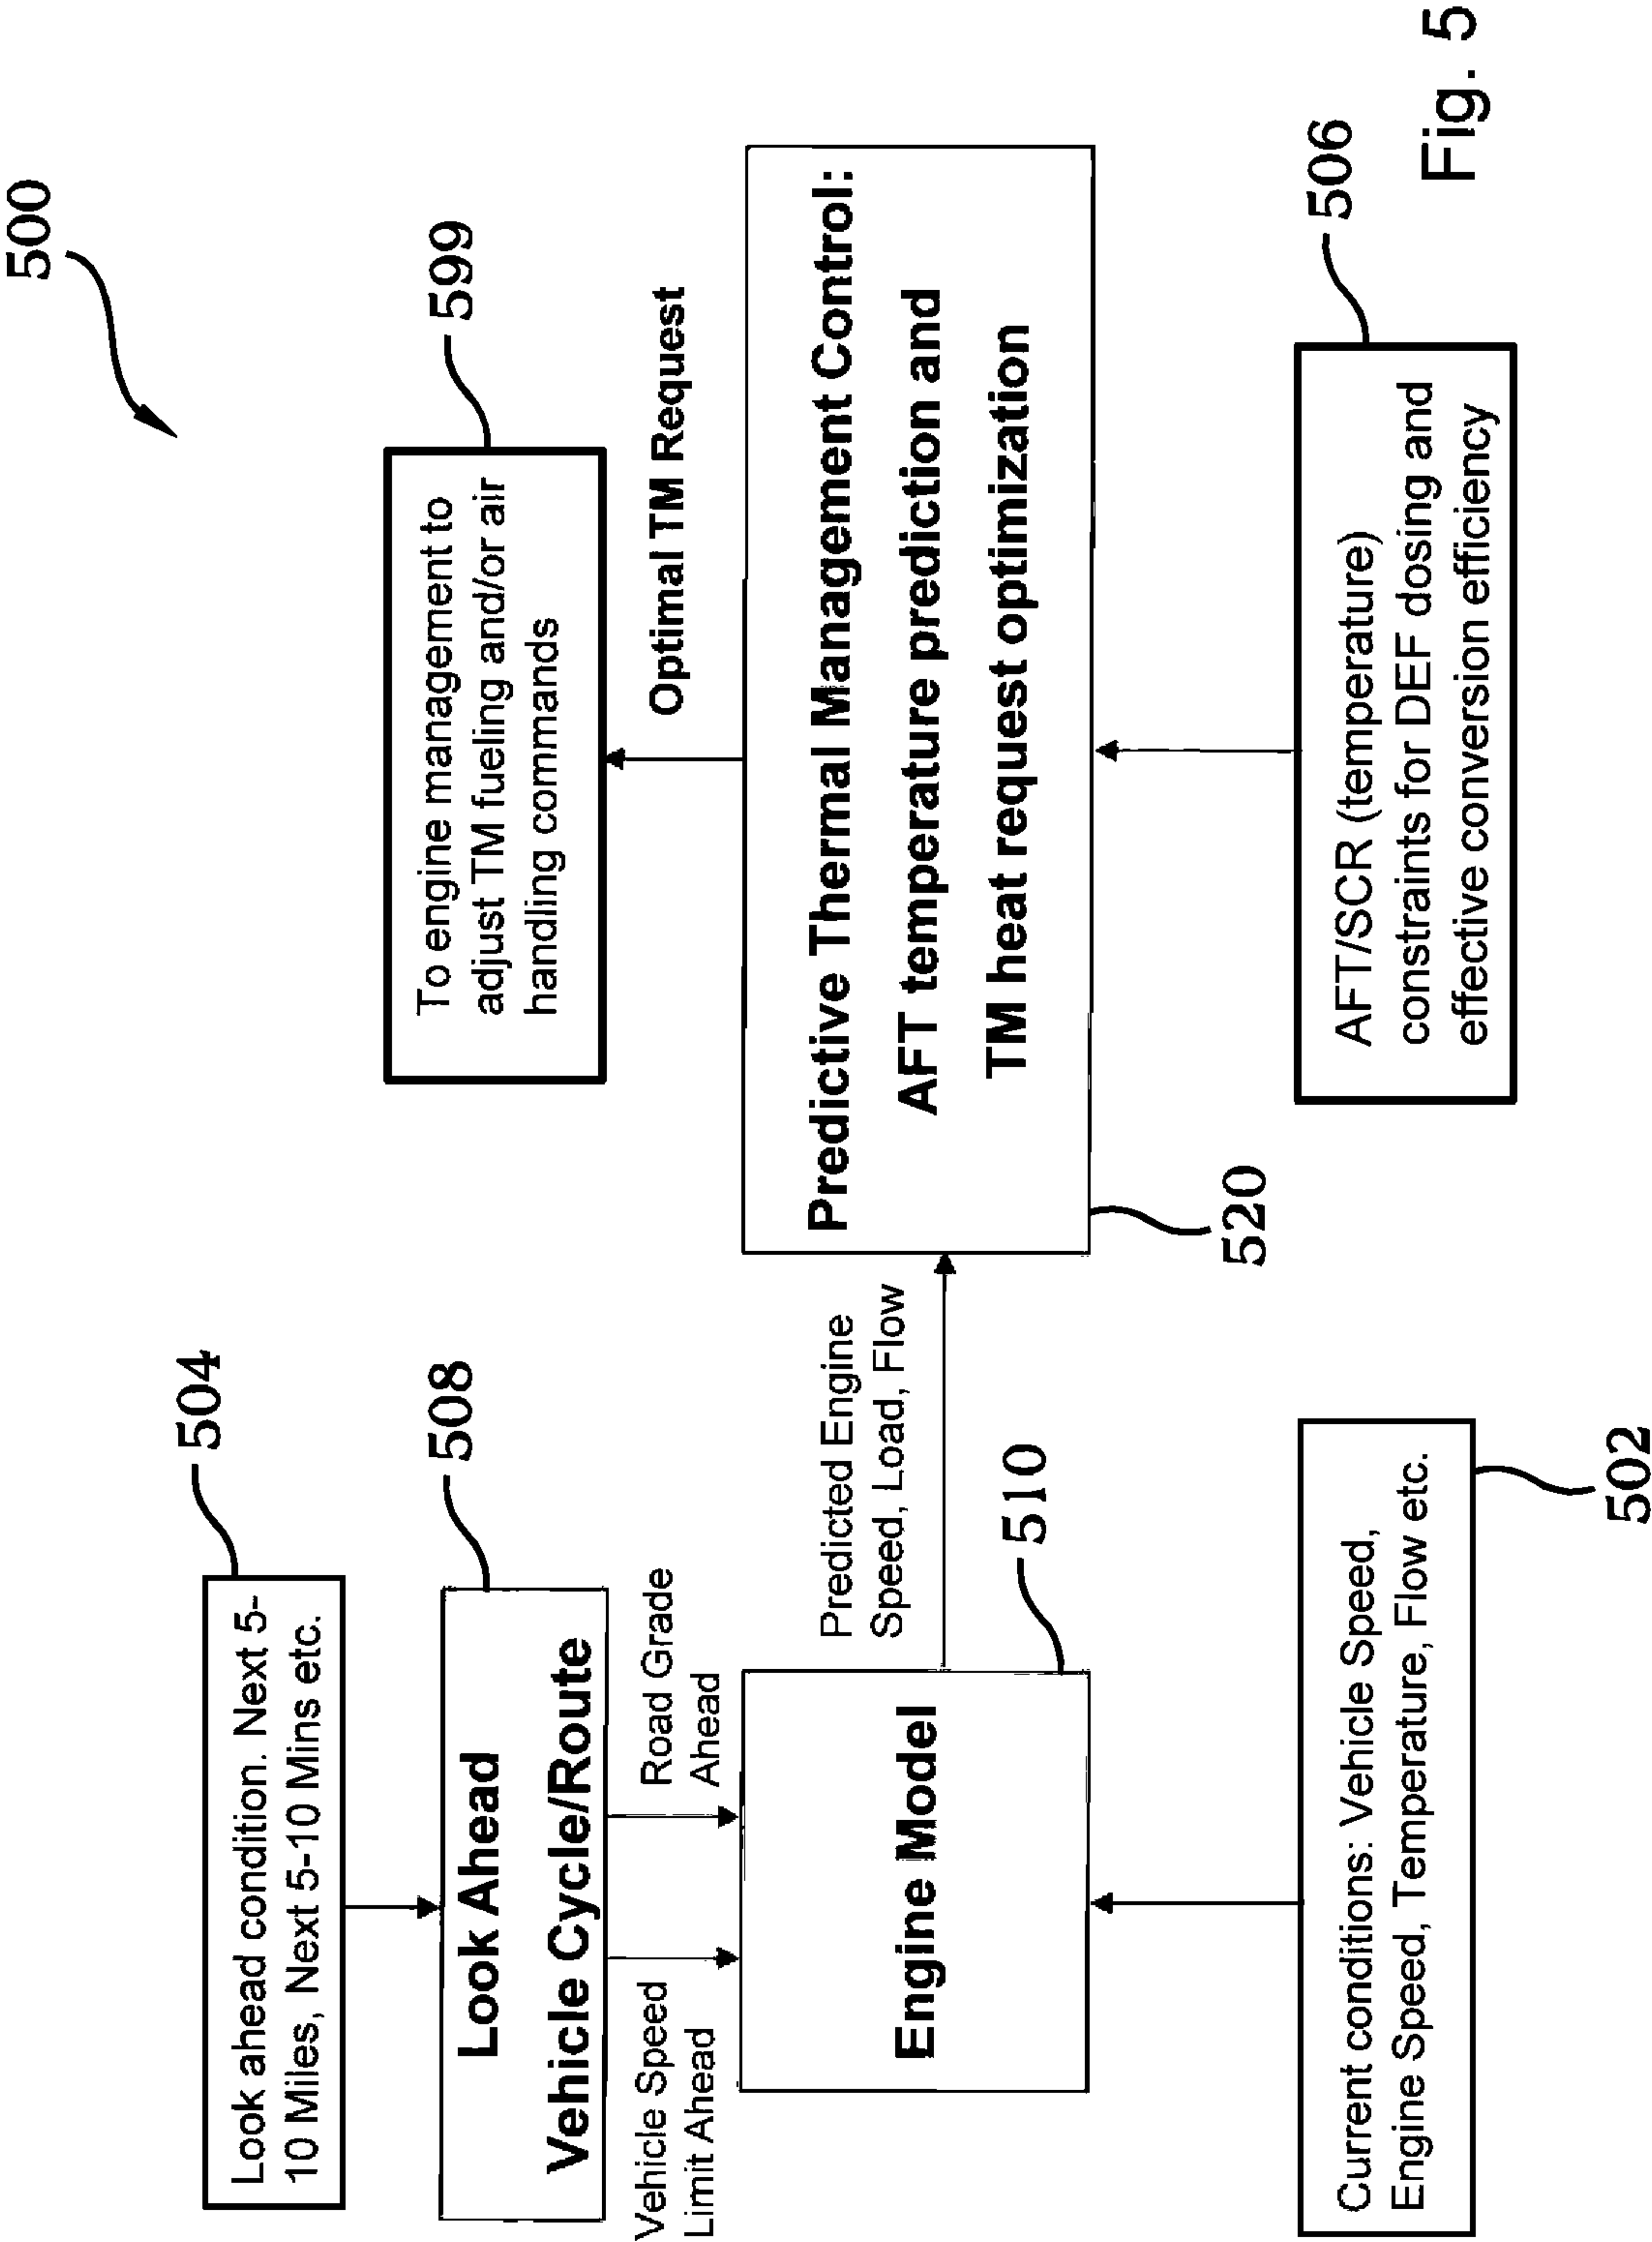 500
504
Look ahead condition. Next 5-
10 Miles, Next 5-10 Mins etc.
508
Look Ahead
Vehicle Cycle/Route
Vehicle Speed
Limit Ahead
Road Grade
Ahead
Engine Model
510
Current conditions: Vehicle Speed,
Engine Speed, Temperature, Flow etc.
502
Predicted Engine
Speed, Load, Flow
599
To engine management to
adjust TM fueling and/or air
handling commands
Optimal TM Request
Predictive Thermal Management Control:
AFT temperature prediction and
TM heat request optimization
520
506
AFT/SCR (temperature)
constraints for DEF dosing and
effective conversion efficiency
Fig. 5